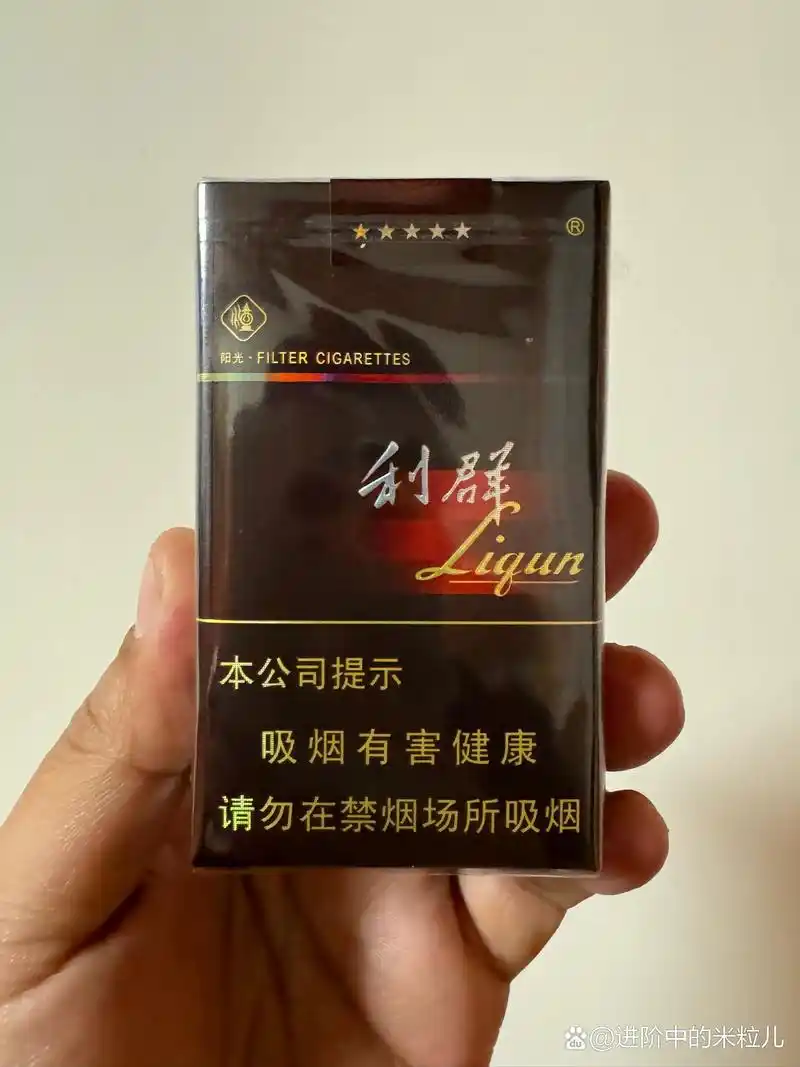 ®
阳光·FILTER CIGARETTES
利群
Liqun
本公司提示
吸烟有害健康
请勿在禁烟场所吸烟
du @进阶中的米粒儿